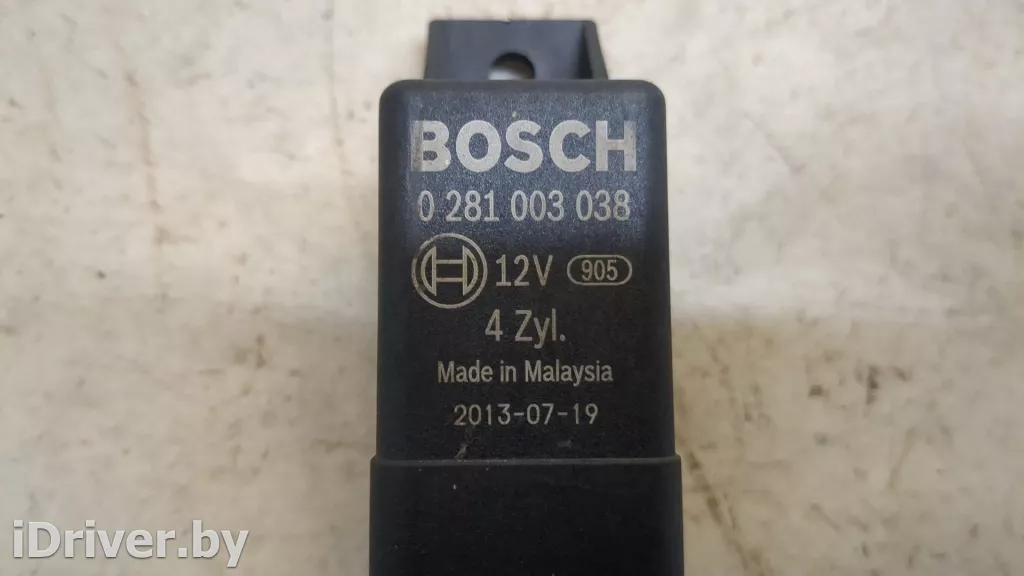 BOSCH
0 281 003 038
12V 905
4 Zyl.
Made in Malaysia
2013-07-19
iDriver.by